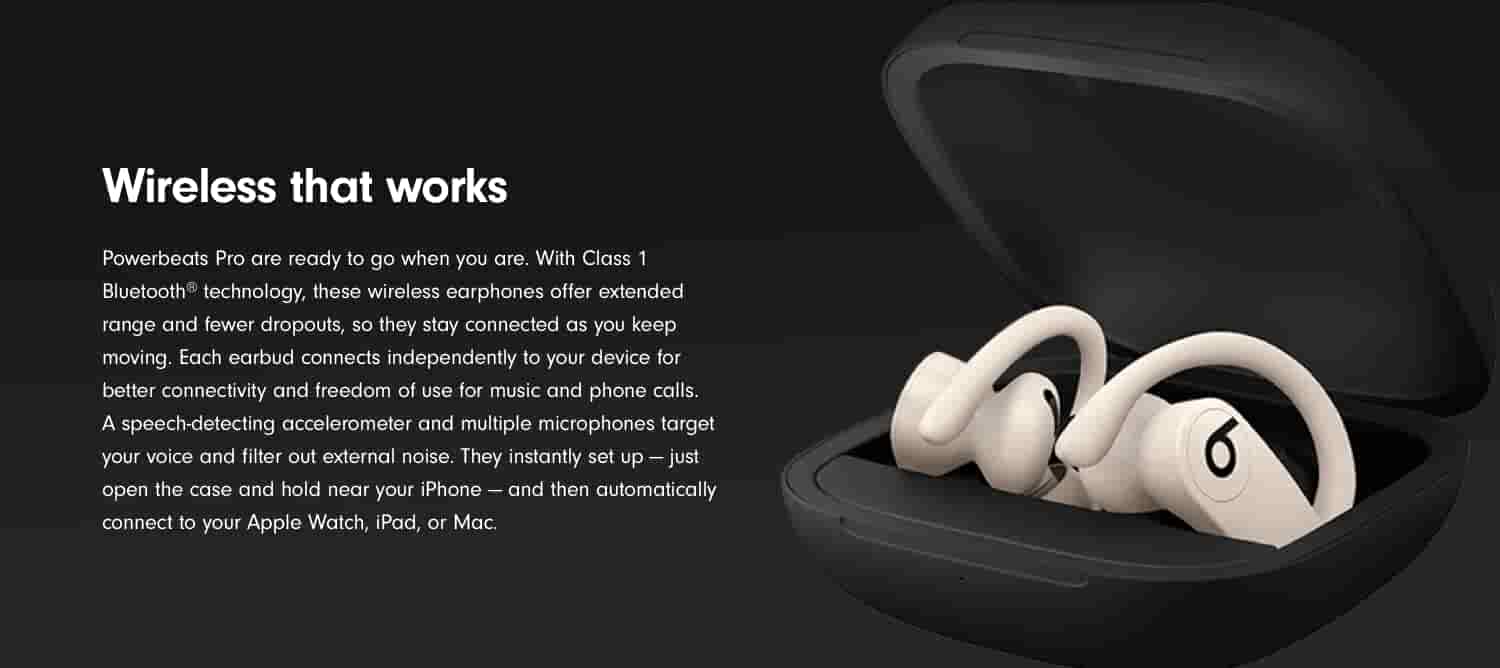 Wireless that works
Powerbeats Pro are ready to go when you are. With Class 1
Bluetooth® technology, these wireless earphones offer extended
range and fewer dropouts, so they stay connected as you keep
moving. Each earbud connects independently to your device for
better connectivity and freedom of use for music and phone calls.
A speech-detecting accelerometer and multiple microphones target
your voice and filter out external noise. They instantly set up — just
open the case and hold near your iPhone — and then automatically
connect to your Apple Watch, iPad, or Mac.